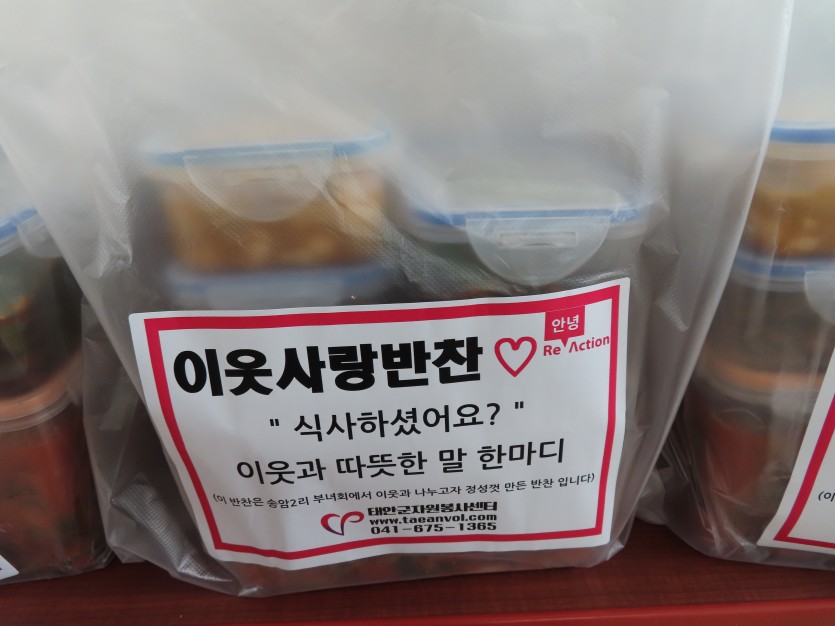 이웃사랑반찬
안녕
Re Action
" 식사하셨어요? "
이웃과 따뜻한 말 한마디
(이 반찬은 송암2리 부녀회에서 이웃과 나누고자 정성껏 만든 반찬 입니다)
태안군자원봉사센터
www.taeanvol.com
041-675-1365
(이